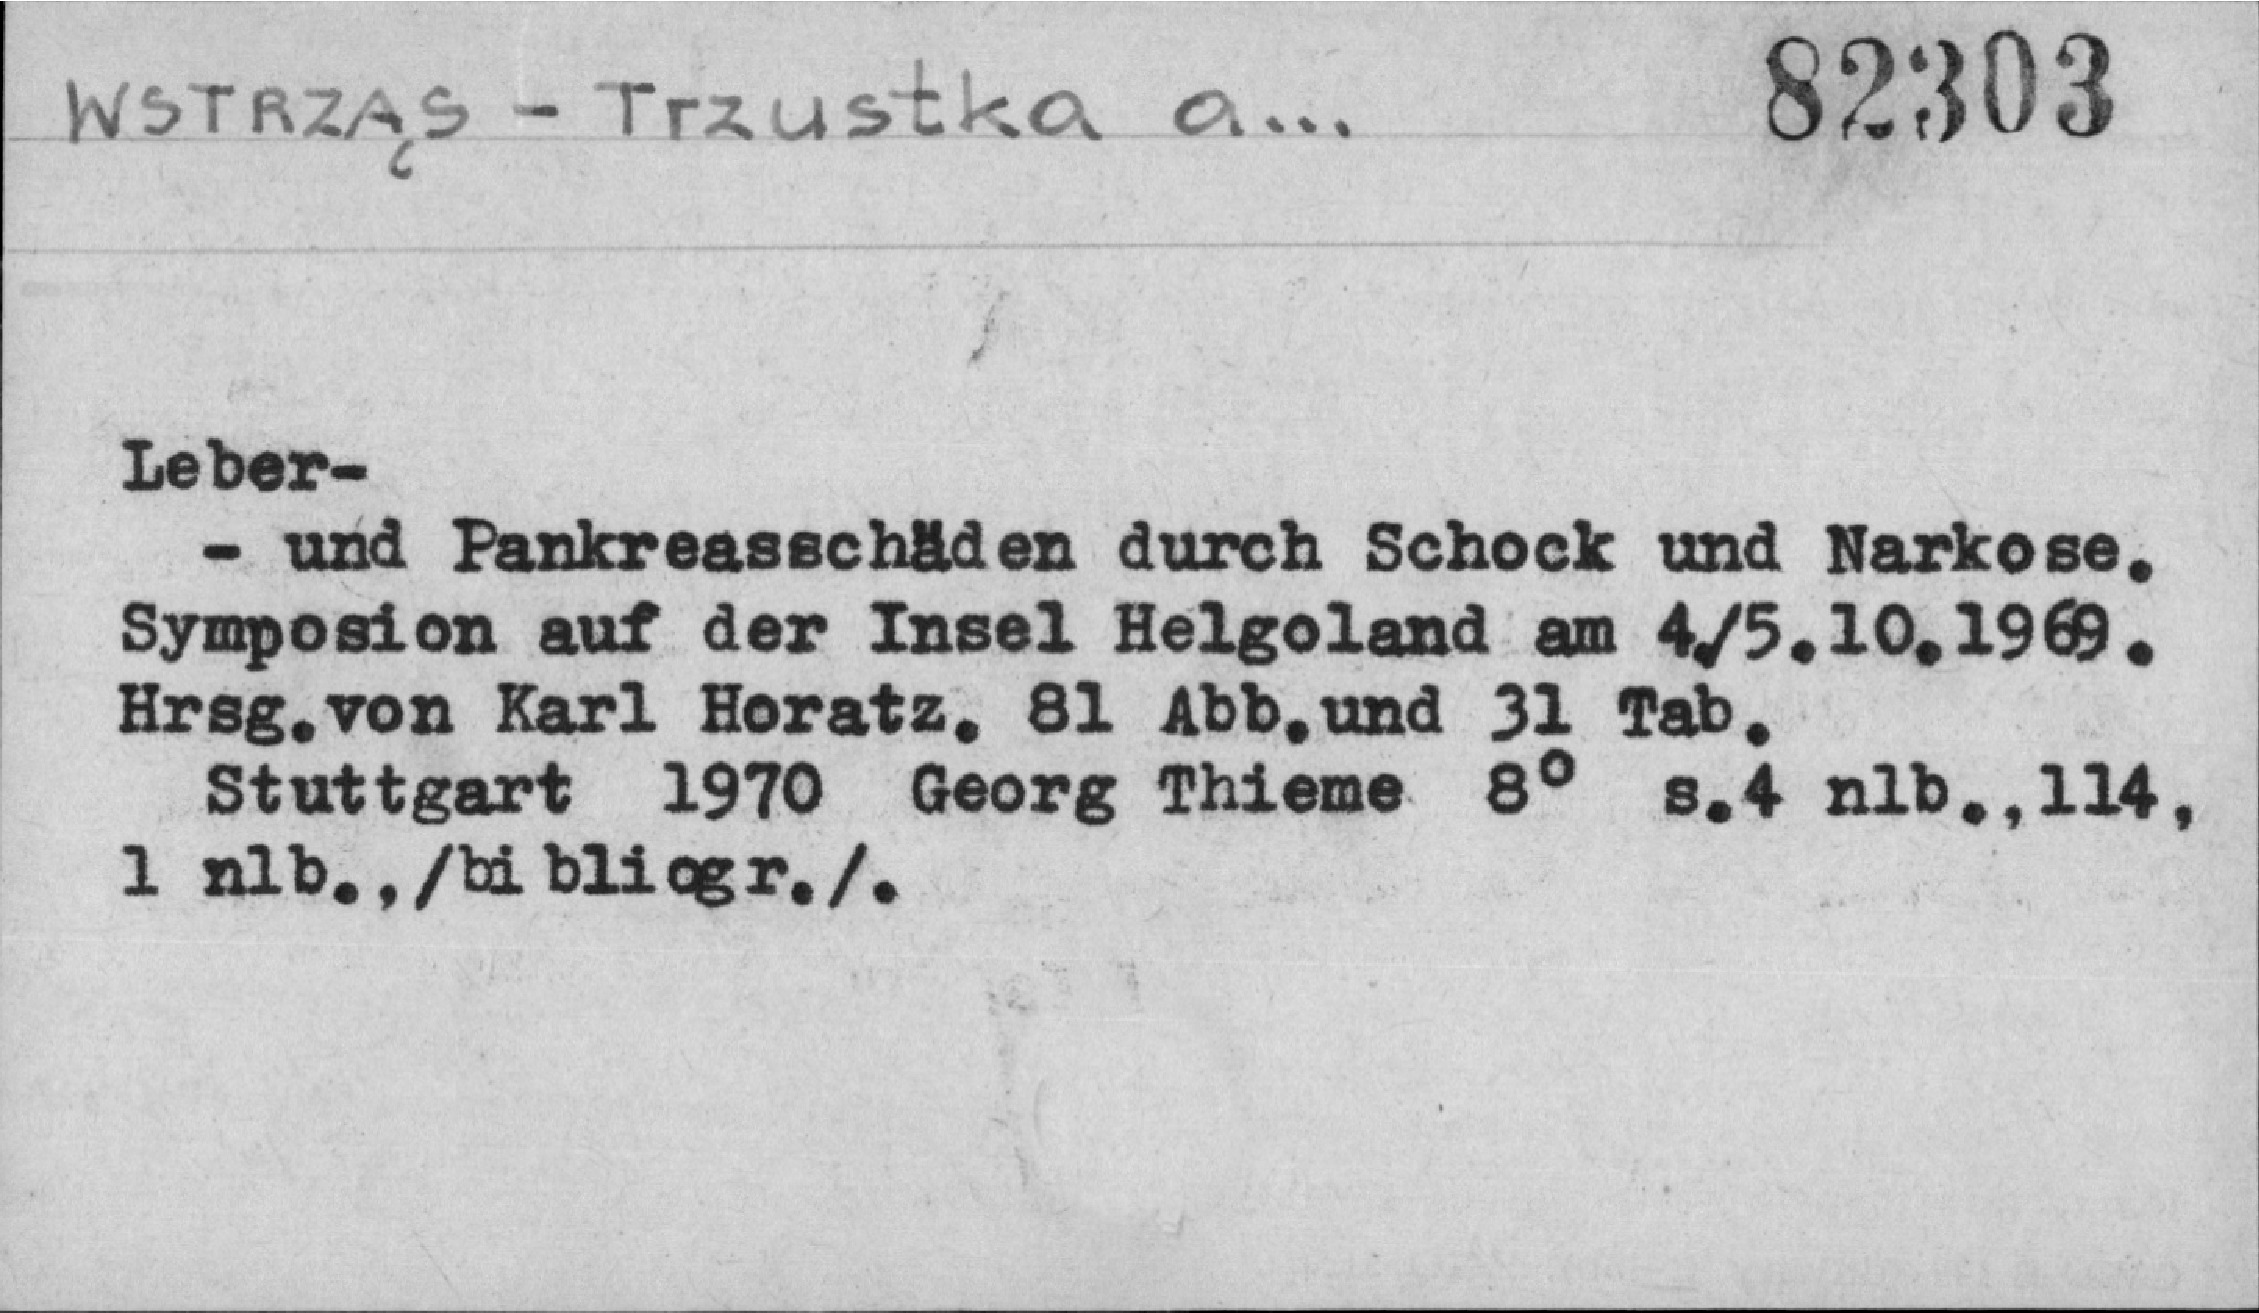 WSTRZĄS - Trzustka a...
82303
Leber-
- und Pankreasschäden durch Schock und Narkose.
Symposion auf der Insel Helgoland am 4./5.10.1969.
Hrsg.von Karl Horatz. 81 Abb.und 31 Tab.
Stuttgart 1970 Georg Thieme 8° s.4 nlb.,114,
1 nlb.,/bibliogr./.